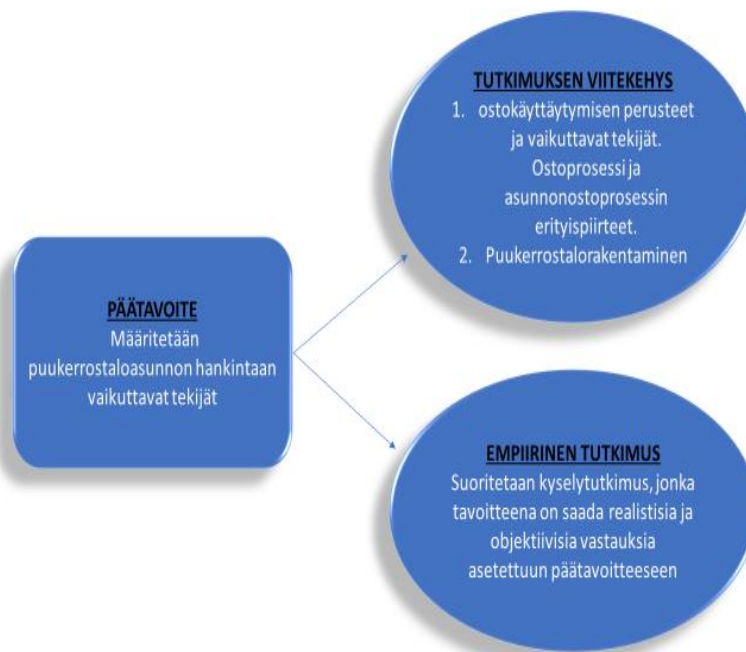 PÄÄTAVOITE
Määritetään
puukerrostaloasunnon hankintaan
vaikuttavat tekijät
TUTKIMUKSEN VIITEKEHYS
1. ostokäyttäytymisen perusteet
ja vaikuttavat tekijät.
Ostoprosessi ja
asunnonostoprosessin
erityispiirteet.
2. Puukerrostalorakentaminen
EMPIIRINEN TUTKIMUS
Suoritetaan kyselytutkimus, jonka
tavoitteena on saada realistisia ja
objektiivisia vastauksia
asetettuun päätavoitteeseen